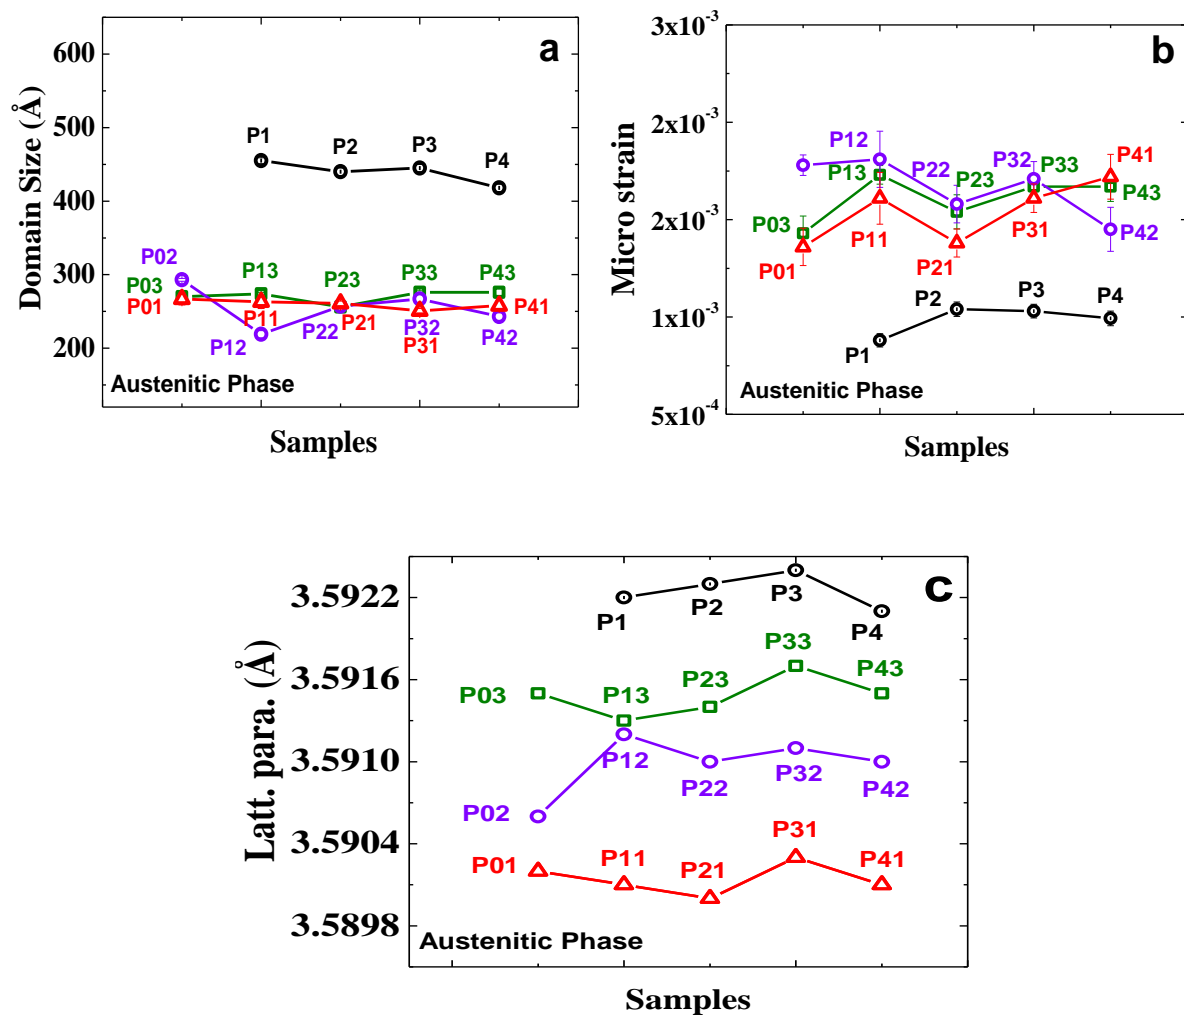 a
600
500
400
300
200
Domain Size (Å)
P1
P2
P3
P4
P02
P03
P01
P13
P11
P12
P23
P22
P21
P33
P32
P31
P43
P41
P42
Austenitic Phase
Samples
b
3x10⁻³
2x10⁻³
2x10⁻³
1x10⁻³
5x10⁻⁴
Micro strain
P12
P13
P22
P23
P32
P33
P41
P43
P42
P03
P01
P11
P21
P31
P1
P2
P3
P4
Austenitic Phase
Samples
c
3.5922
3.5916
3.5910
3.5904
3.5898
Latt. para. (Å)
P1
P2
P3
P4
P03
P13
P23
P33
P43
P02
P12
P22
P32
P42
P01
P11
P21
P31
P41
Austenitic Phase
Samples